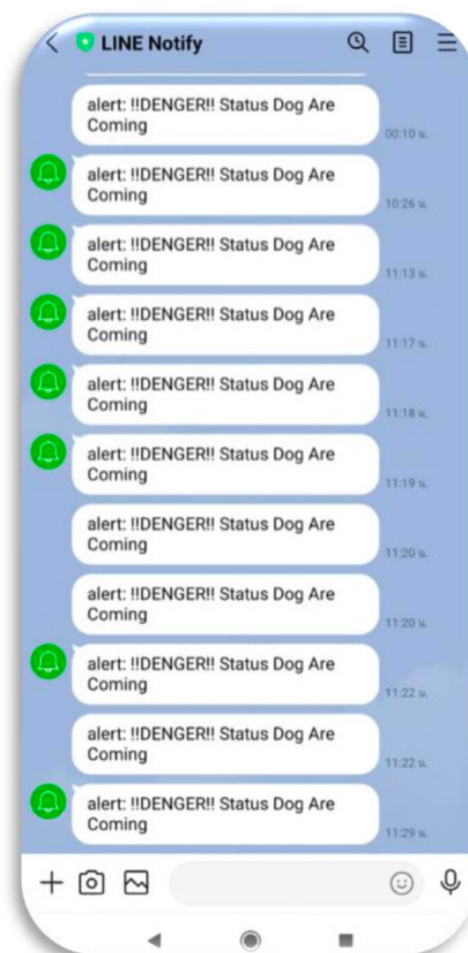 LINE Notify
alert: !!DENGER!! Status Dog Are
Coming
00:10 น.
alert: !!DENGER!! Status Dog Are
Coming
10:26 น.
alert: !!DENGER!! Status Dog Are
Coming
11:13 น.
alert: !!DENGER!! Status Dog Are
Coming
11:17 น.
alert: !!DENGER!! Status Dog Are
Coming
11:18 น.
alert: !!DENGER!! Status Dog Are
Coming
11:19 น.
alert: !!DENGER!! Status Dog Are
Coming
11:20 น.
alert: !!DENGER!! Status Dog Are
Coming
11:20 น.
alert: !!DENGER!! Status Dog Are
Coming
11:22 น.
alert: !!DENGER!! Status Dog Are
Coming
11:22 น.
alert: !!DENGER!! Status Dog Are
Coming
11:29 น.